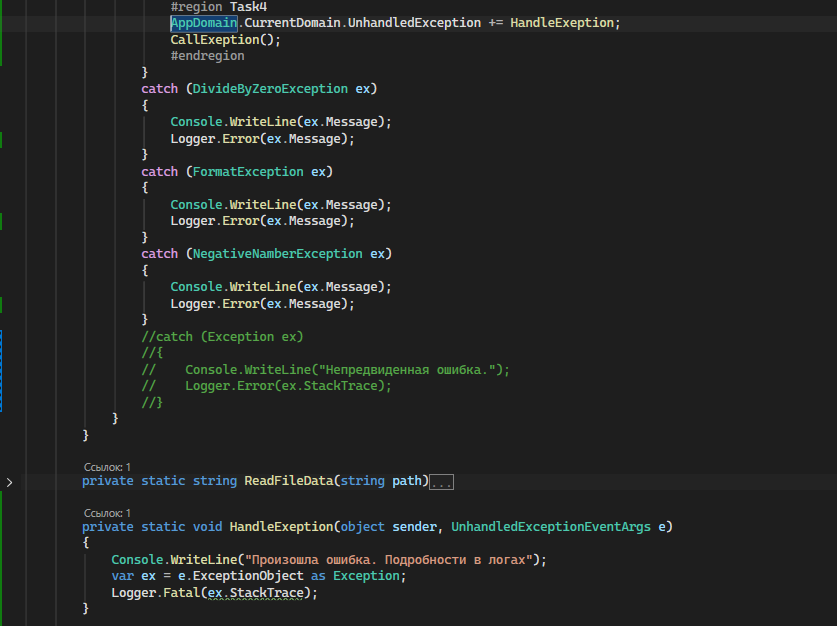 #region Task4
AppDomain.CurrentDomain.UnhandledException += HandleExeption;
CallExeption();
#endregion
}
catch (DivideByZeroException ex)
{
Console.WriteLine(ex.Message);
Logger.Error(ex.Message);
}
catch (FormatException ex)
{
Console.WriteLine(ex.Message);
Logger.Error(ex.Message);
}
catch (NegativeNamberException ex)
{
Console.WriteLine(ex.Message);
Logger.Error(ex.Message);
}
//catch (Exception ex)
//{
//    Console.WriteLine("Непредвиденная ошибка.");
//    Logger.Error(ex.StackTrace);
//}
}
}
Ссылок: 1
private static string ReadFileData(string path)...
Ссылок: 1
private static void HandleExeption(object sender, UnhandledExceptionEventArgs e)
{
Console.WriteLine("Произошла ошибка. Подробности в логах");
var ex = e.ExceptionObject as Exception;
Logger.Fatal(ex.StackTrace);
}